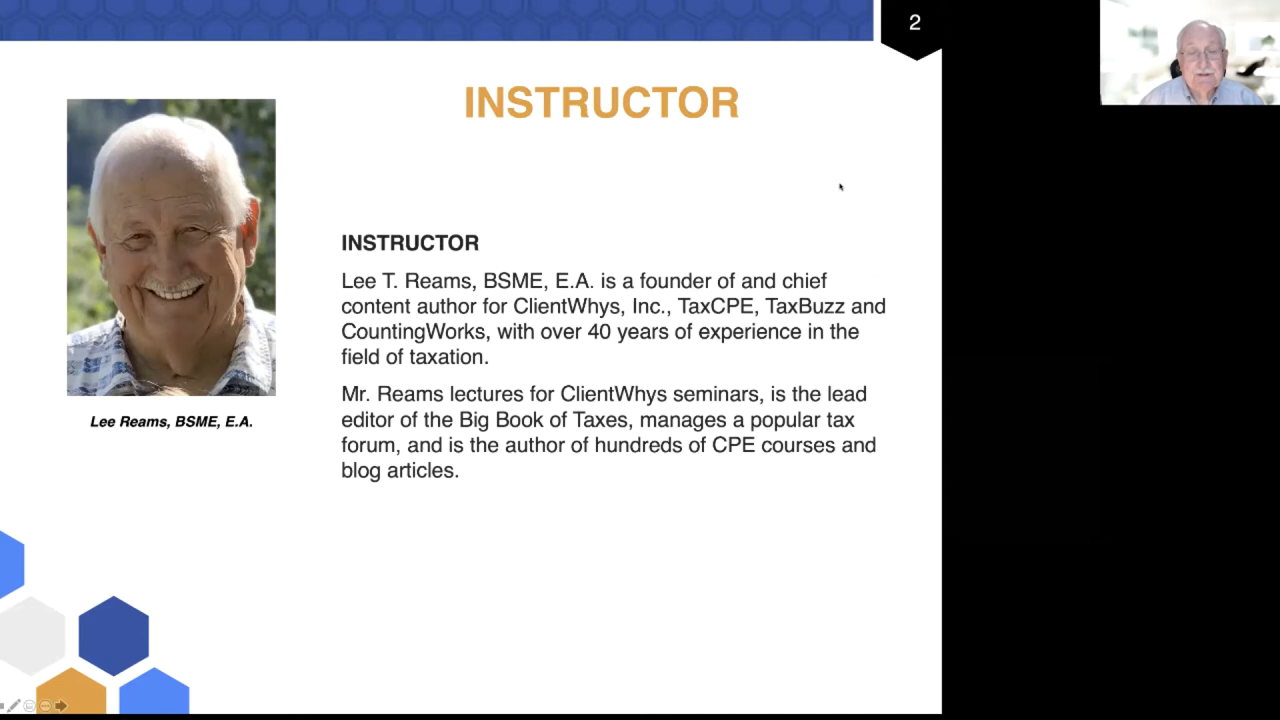 2
INSTRUCTOR
INSTRUCTOR
Lee T. Reams, BSME, E.A. is a founder of and chief
content author for ClientWhys, Inc., TaxCPE, TaxBuzz and
CountingWorks, with over 40 years of experience in the
field of taxation.
Mr. Reams lectures for ClientWhys seminars, is the lead
editor of the Big Book of Taxes, manages a popular tax
forum, and is the author of hundreds of CPE courses and
blog articles.
Lee Reams, BSME, E.A.